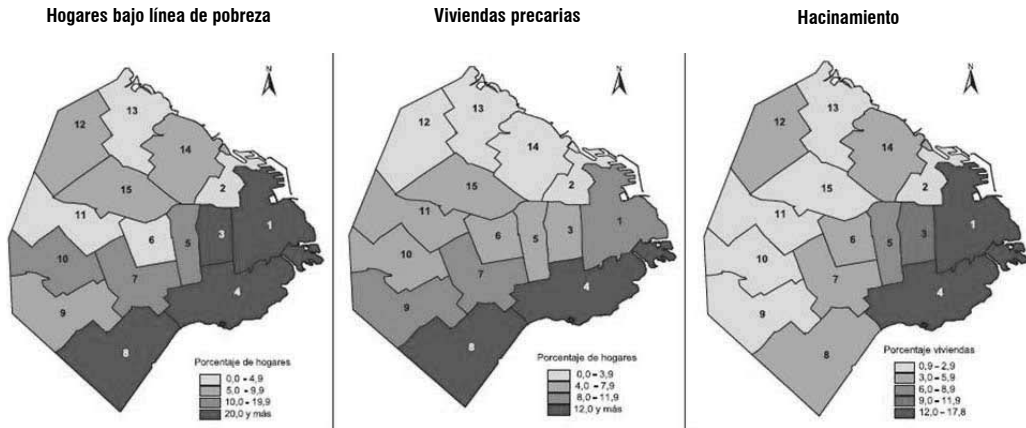 Hogares bajo línea de pobreza
N
12
13
14
15
2
11
6
5
3
1
10
7
4
9
8
Porcentaje de hogares
0,0 – 4,9
5,0 – 9,9
10,0 – 19,9
20,0 y más
Viviendas precarias
N
12
13
14
15
2
11
6
5
3
1
10
7
4
9
8
Porcentaje de hogares
0,0 – 3,9
4,0 – 7,9
8,0 – 11,9
12,0 y más
Hacinamiento
N
12
13
14
15
2
11
6
5
3
1
10
7
4
9
8
Porcentaje viviendas
0,9 – 2,9
3,0 – 5,9
6,0 – 8,9
9,0 – 11,9
12,0 – 17,8